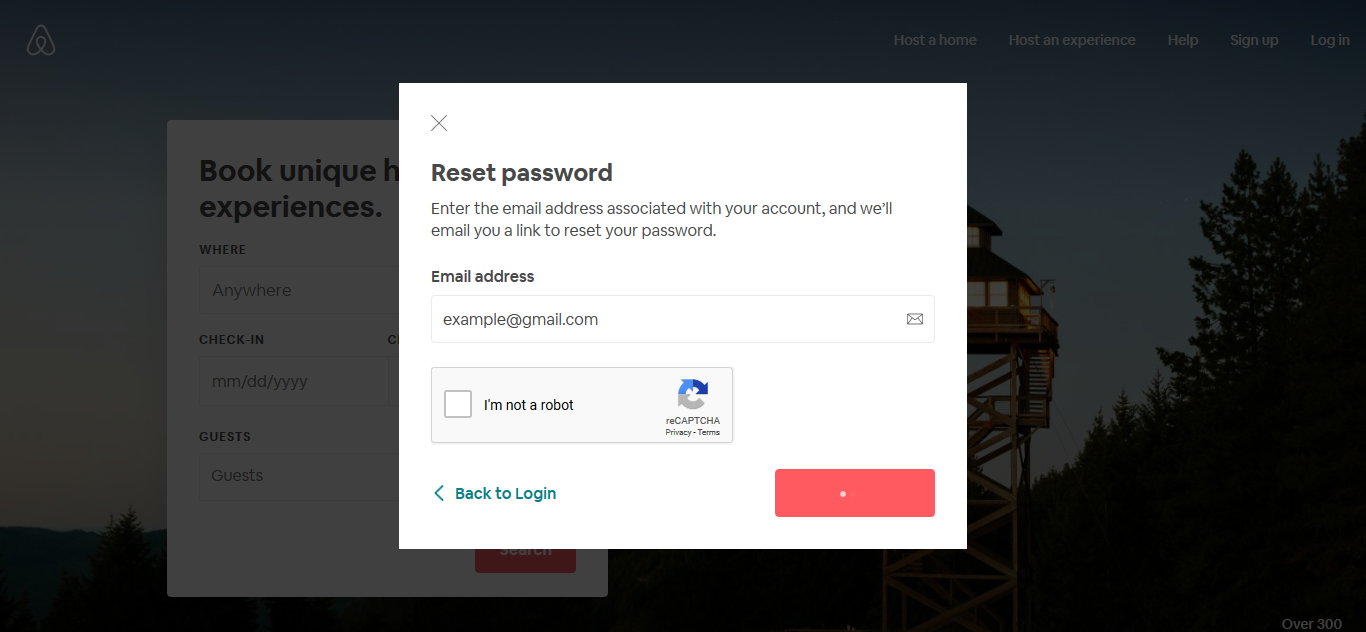 Host a home
Host an experience
Help
Sign up
Log in
Book unique h
experiences.
WHERE
Anywhere
CHECK-IN
mm/dd/yyyy
GUESTS
Guests
Search
Reset password
Enter the email address associated with your account, and we'll
email you a link to reset your password.
Email address
example@gmail.com
I'm not a robot
reCAPTCHA
Privacy - Terms
Back to Login
Over 300